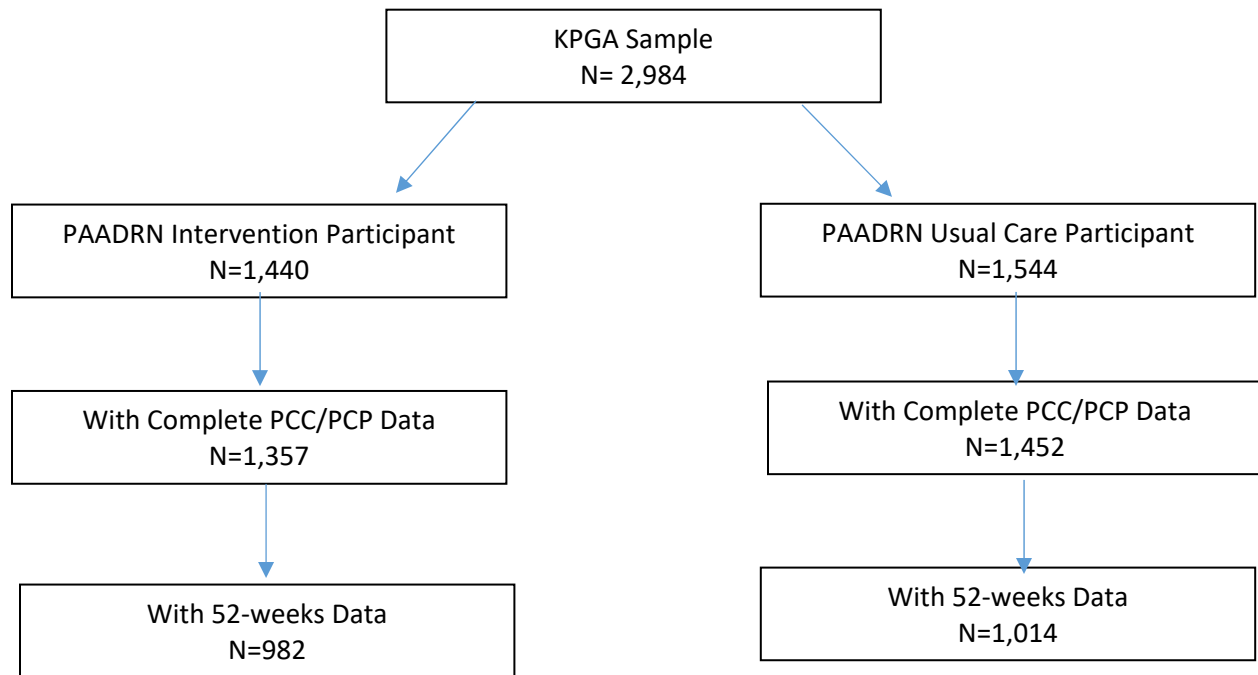 KPGA Sample
N= 2,984
PAADRN Intervention Participant
N=1,440
PAADRN Usual Care Participant
N=1,544
With Complete PCC/PCP Data
N=1,357
With Complete PCC/PCP Data
N=1,452
With 52-weeks Data
N=982
With 52-weeks Data
N=1,014